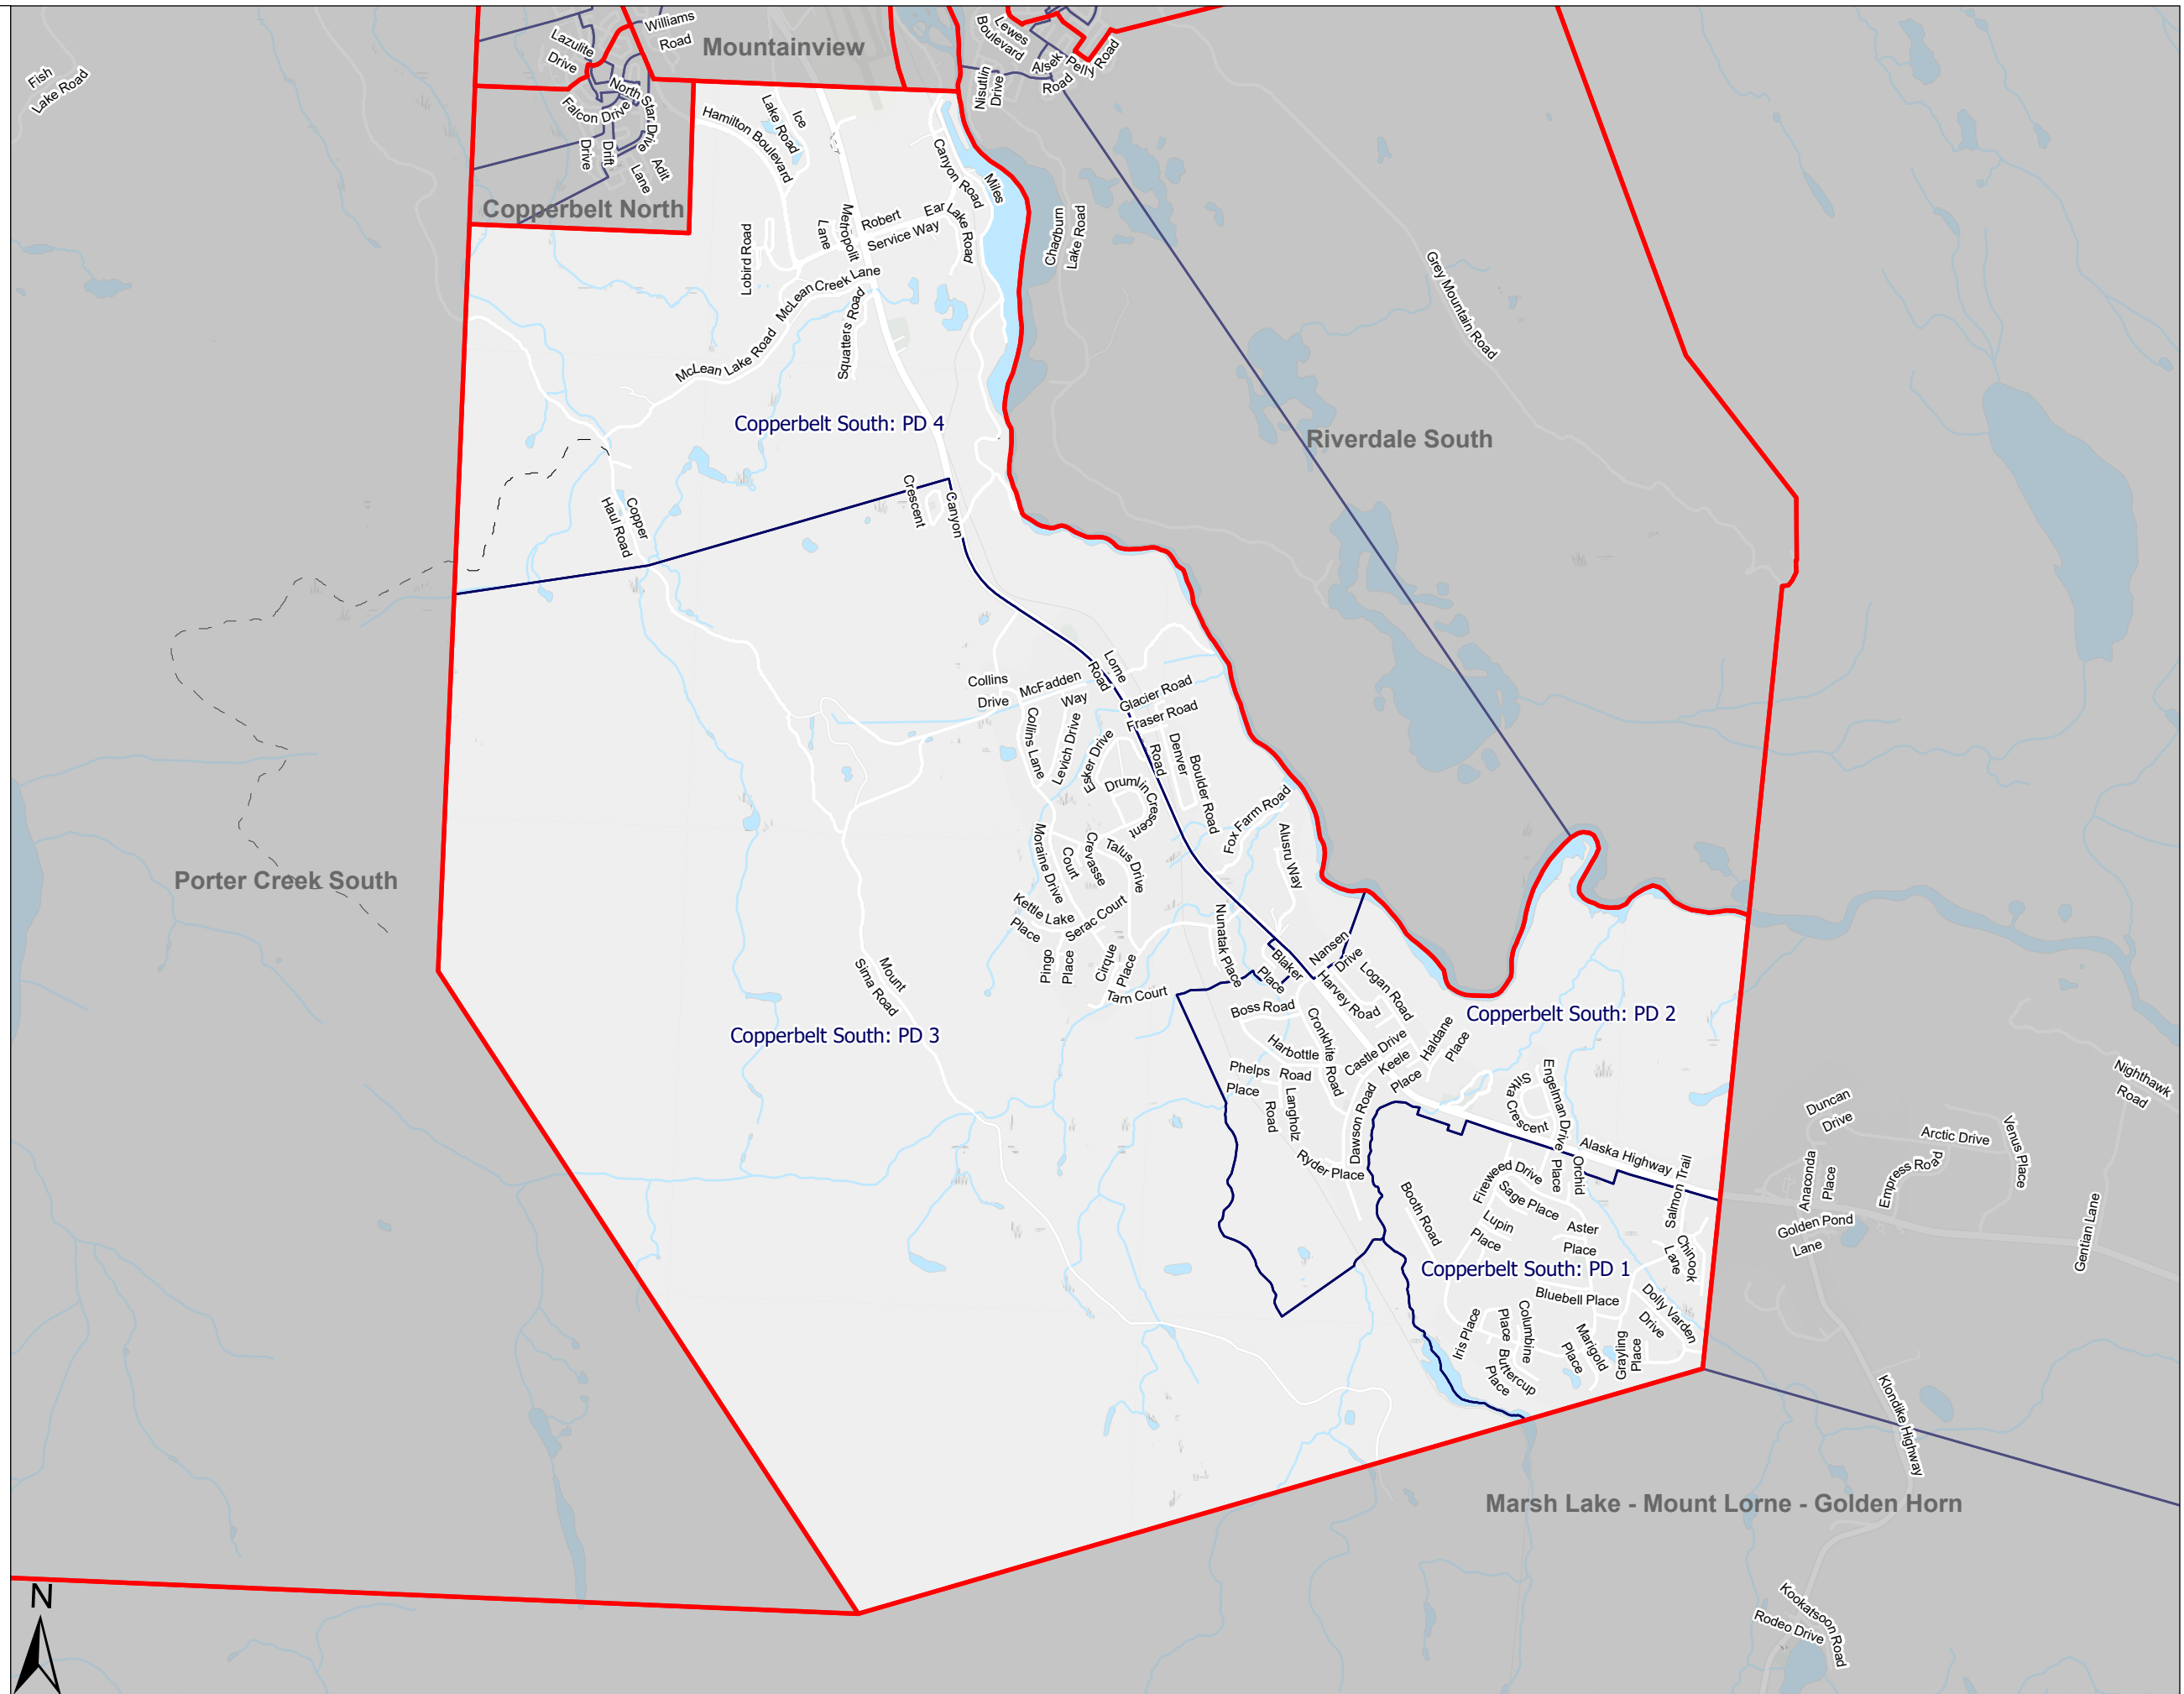 Fish
Lake Road
Lazulite
Drive
Williams
Road
Mountainview
Lewes
Boulevard
Nisutlin
Drive
Alsek
Road
Pelly Road
North Star Drive
Falcon Drive
Drive
Drift
Adit
Lane
Copperbelt North
Hamilton Boulevard
Ice
Lake Road
Canyon Road
Miles
Chadburn
Lake Road
Grey Mountain Road
Lobird Road
Lane
Metropolit
Robert
Service Way
Ear
Lake Road
McLean
Creek Lane
Squatters Road
McLean Lake Road
Copperbelt South: PD 4
Riverdale South
Crescent
Canyon
Copper
Haul Road
Collins
Drive
McFadden
Way
Lorne
Road
Glacier Road
Fraser Road
Collins Lane
Levich Drive
Esker Drive
Road
Denver
Boulder Road
Drumlin Crescent
Fox Farm Road
Alusru Way
Moraine Drive
Court
Crevasse
Talus Drive
Kettle Lake
Place
Serac Court
Pingo
Place
Cirque
Place
Tarn Court
Nunatak Place
Porter Creek South
Mount
Sima Road
Copperbelt South: PD 3
Blaker
Place
Nansen
Drive
Logan Road
Harvey Road
Boss Road
Cronkhite Road
Harbottle
Road
Castle Drive
Keele
Place
Haldane
Place
Copperbelt South: PD 2
Phelps
Place
Langholz
Road
Dawson Road
Ryder Place
Sitka Crescent
Engelman Drive
Alaska Highway
Salmon Trail
Orchid
Place
Fireweed Drive
Sage Place
Booth Road
Lupin
Place
Aster
Place
Chinook
Lane
Copperbelt South: PD 1
Bluebell Place
Dolly Varden
Drive
Iris Place
Columbine
Place
Buttercup
Place
Marigold
Place
Grayling
Place
Duncan
Drive
Nighthawk
Road
Arctic Drive
Venus Place
Anaconda
Place
Empress Road
Golden Pond
Lane
Gentian Lane
Klondike Highway
Marsh Lake - Mount Lorne - Golden Horn
Kookatsoon Road
Rodeo Drive
N